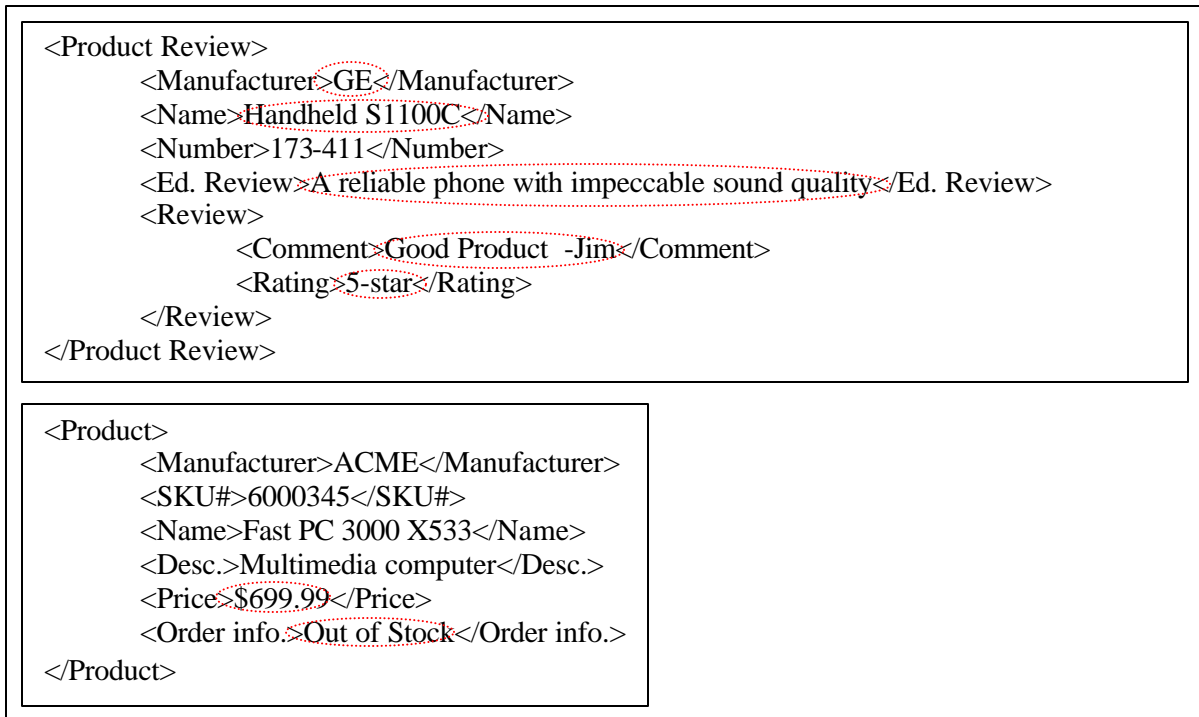 <Product Review>
<Manufacturer>GE</Manufacturer>
<Name>Handheld S1100C</Name>
<Number>173-411</Number>
<Ed. Review>A reliable phone with impeccable sound quality</Ed. Review>
<Review>
<Comment>Good Product  -Jim</Comment>
<Rating>5-star</Rating>
</Review>
</Product Review>
<Product>
<Manufacturer>ACME</Manufacturer>
<SKU#>6000345</SKU#>
<Name>Fast PC 3000 X533</Name>
<Desc.>Multimedia computer</Desc.>
<Price>$699.99</Price>
<Order info.>Out of Stock</Order info.>
</Product>